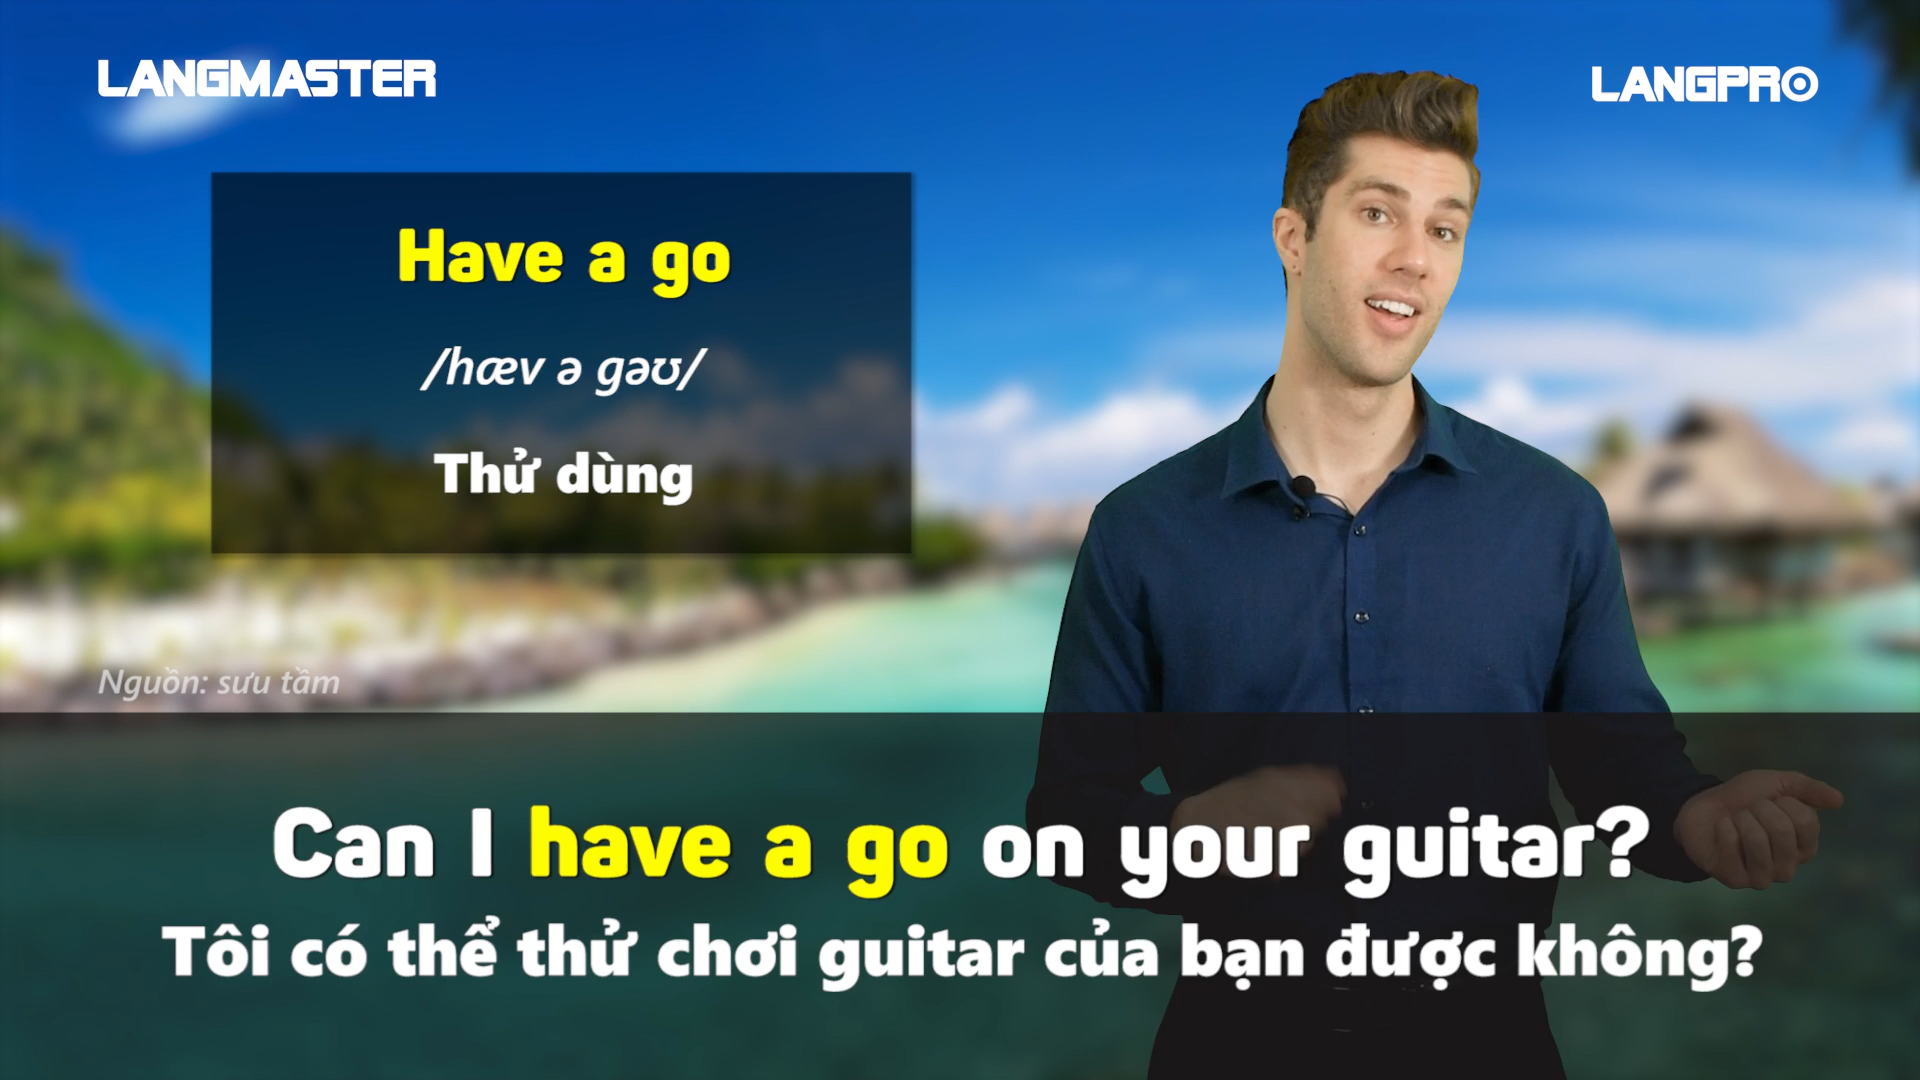 LANGMASTER
LANGPRO
Have a go
/hæv ə gəʊ/
Thử dùng
Nguồn: sưu tầm
Can I have a go on your guitar?
Tôi có thể thử chơi guitar của bạn được không?